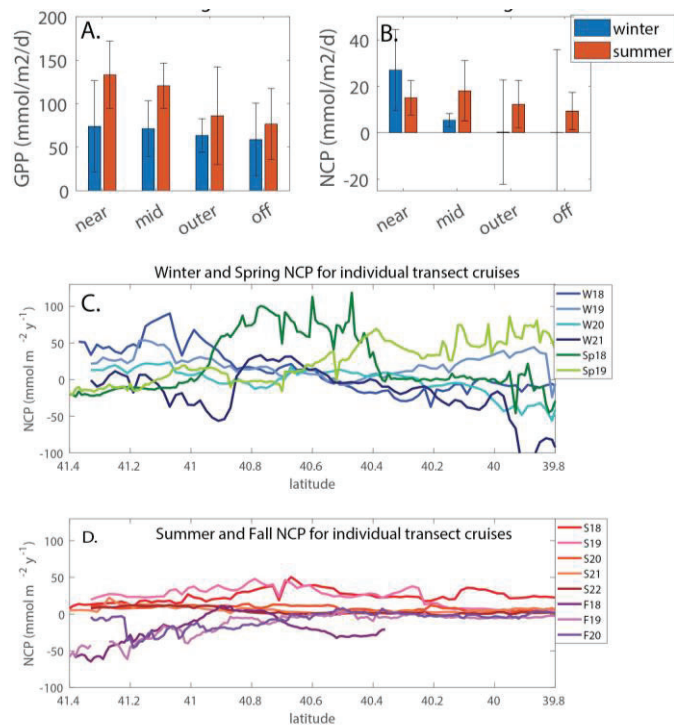 A.
200
150
100
50
0
GPP (mmol/m2/d)
near mid outer off
B.
40
20
0
-20
NCP (mmol/m2/d)
near mid outer off
winter
summer
Winter and Spring NCP for individual transect cruises
C.
100
50
0
-50
-100
NCP (mmol m -2 y -1)
41.4 41.2 41 40.8 40.6 40.4 40.2 40 39.8
latitude
W18
W19
W20
W21
Sp18
Sp19
D.
Summer and Fall NCP for individual transect cruises
100
50
0
-50
-100
NCP (mmol m -2 y -1)
41.4 41.2 41 40.8 40.6 40.4 40.2 40 39.8
latitude
S18
S19
S20
S21
S22
F18
F19
F20